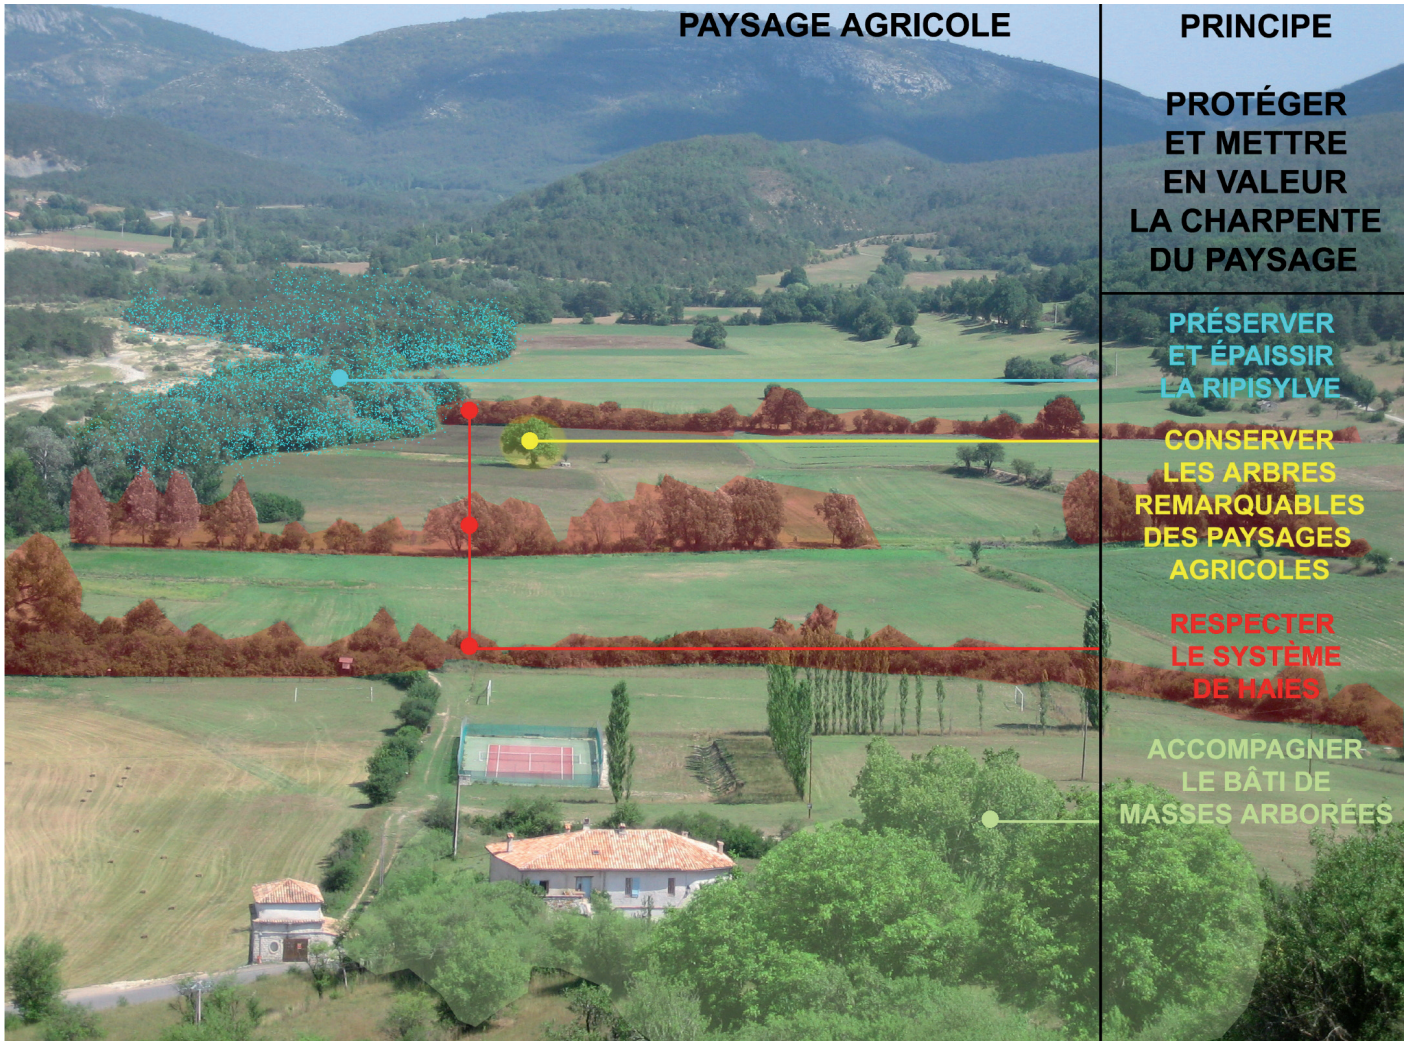 PAYSAGE AGRICOLE
PRINCIPE
PROTÉGER
ET METTRE
EN VALEUR
LA CHARPENTE
DU PAYSAGE
PRÉSERVER
ET ÉPAISSIR
LA RIPISYLVE
CONSERVER
LES ARBRES
REMARQUABLES
DES PAYSAGES
AGRICOLES
RESPECTER
LE SYSTÈME
DE HAIES
ACCOMPAGNER
LE BÂTI DE
MASSES ARBORÉES